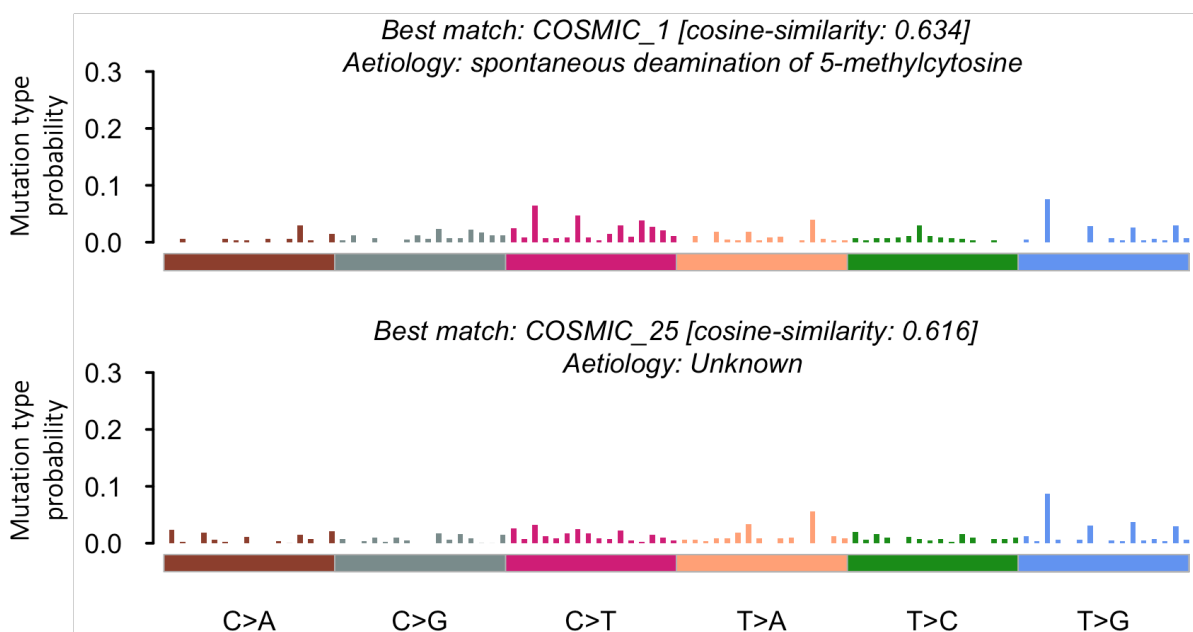 Best match: COSMIC_1 [cosine-similarity: 0.634]
Aetiology: spontaneous deamination of 5-methylcytosine
Mutation type
probability
0.3
0.2
0.1
0.0
Best match: COSMIC_25 [cosine-similarity: 0.616]
Aetiology: Unknown
Mutation type
probability
0.3
0.2
0.1
0.0
C>A
C>G
C>T
T>A
T>C
T>G